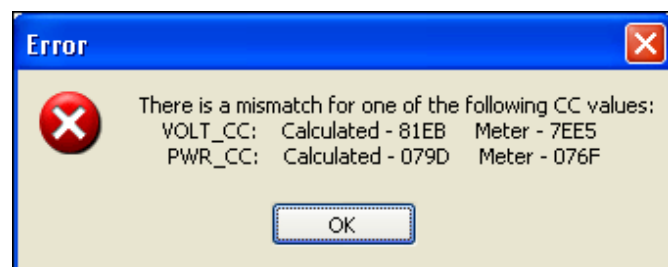 Error
There is a mismatch for one of the following CC values:
VOLT_CC: Calculated - 81EB Meter - 7EE5
PWR_CC: Calculated - 079D Meter - 076F
OK